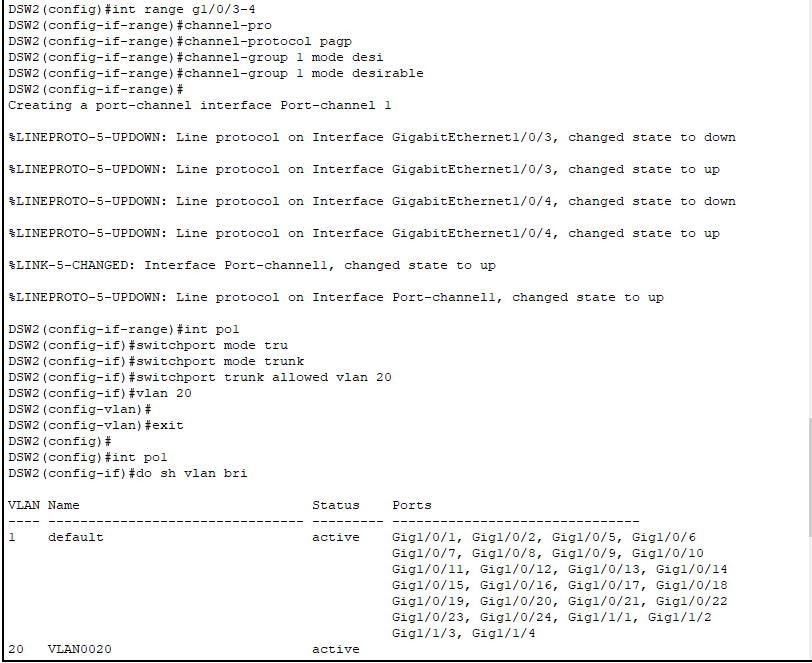 DSW2(config)#int range g1/0/3-4
DSW2(config-if-range)#channel-pro
DSW2(config-if-range)#channel-protocol pagp
DSW2(config-if-range)#channel-group 1 mode desi
DSW2(config-if-range)#channel-group 1 mode desirable
DSW2(config-if-range)#
Creating a port-channel interface Port-channel 1
%LINEPROTO-5-UPDOWN: Line protocol on Interface GigabitEthernet1/0/3, changed state to down
%LINEPROTO-5-UPDOWN: Line protocol on Interface GigabitEthernet1/0/3, changed state to up
%LINEPROTO-5-UPDOWN: Line protocol on Interface GigabitEthernet1/0/4, changed state to down
%LINEPROTO-5-UPDOWN: Line protocol on Interface GigabitEthernet1/0/4, changed state to up
%LINK-5-CHANGED: Interface Port-channel1, changed state to up
%LINEPROTO-5-UPDOWN: Line protocol on Interface Port-channel1, changed state to up
DSW2(config-if-range)#int po1
DSW2(config-if)#switchport mode tru
DSW2(config-if)#switchport mode trunk
DSW2(config-if)#switchport trunk allowed vlan 20
DSW2(config-if)#vlan 20
DSW2(config-vlan)#
DSW2(config-vlan)#exit
DSW2(config)#
DSW2(config)#int po1
DSW2(config-if)#do sh vlan bri
VLAN Name Status Ports
---- -------------------------------- --------- -------------------------------
1 default active Gig1/0/1, Gig1/0/2, Gig1/0/5, Gig1/0/6
Gig1/0/7, Gig1/0/8, Gig1/0/9, Gig1/0/10
Gig1/0/11, Gig1/0/12, Gig1/0/13, Gig1/0/14
Gig1/0/15, Gig1/0/16, Gig1/0/17, Gig1/0/18
Gig1/0/19, Gig1/0/20, Gig1/0/21, Gig1/0/22
Gig1/0/23, Gig1/0/24, Gig1/1/1, Gig1/1/2
Gig1/1/3, Gig1/1/4
20 VLAN0020 active